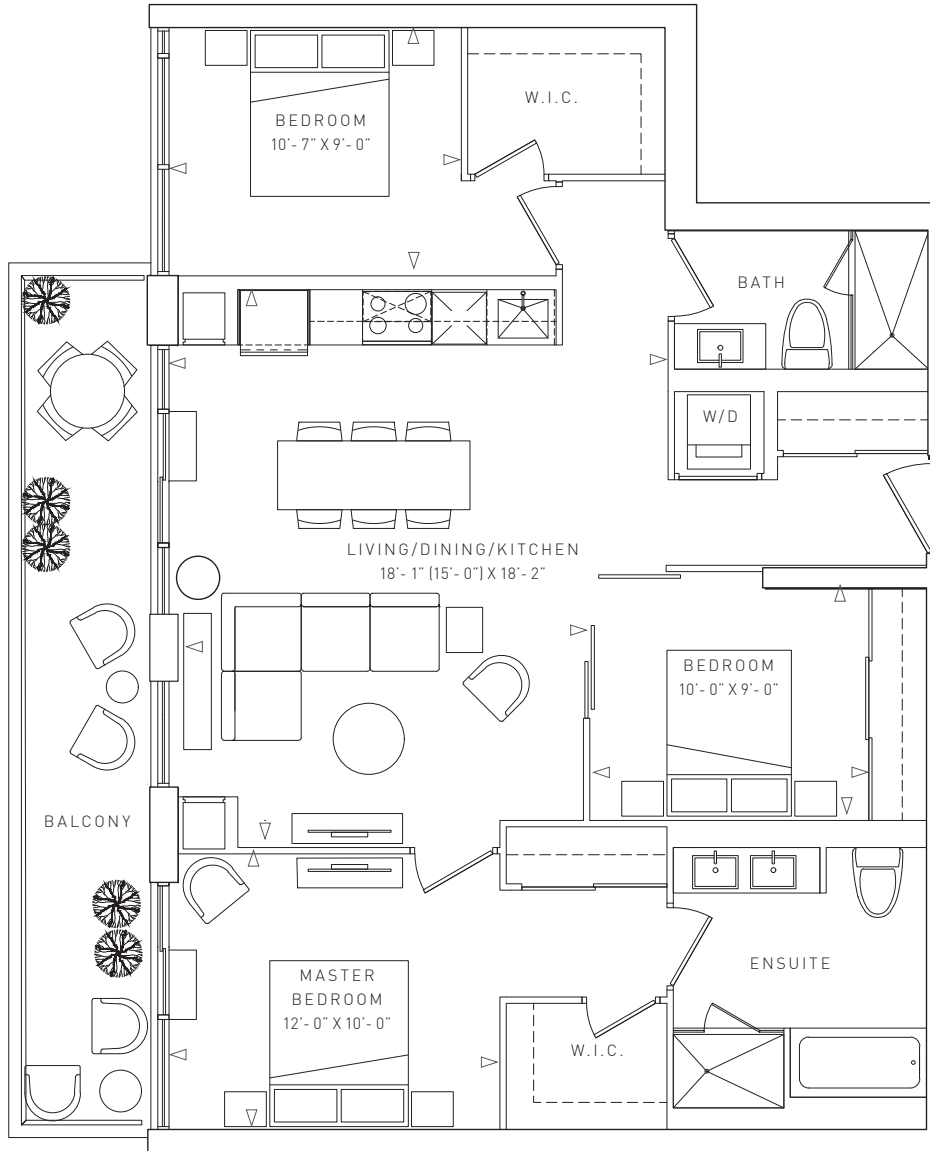 W.I.C.
BEDROOM
10'-7" X 9'-0"
BATH
W/D
LIVING/DINING/KITCHEN
18'-1" (15'-0") X 18'-2"
BEDROOM
10'-0" X 9'-0"
BALCONY
ENSUITE
MASTER
BEDROOM
12'-0" X 10'-0"
W.I.C.